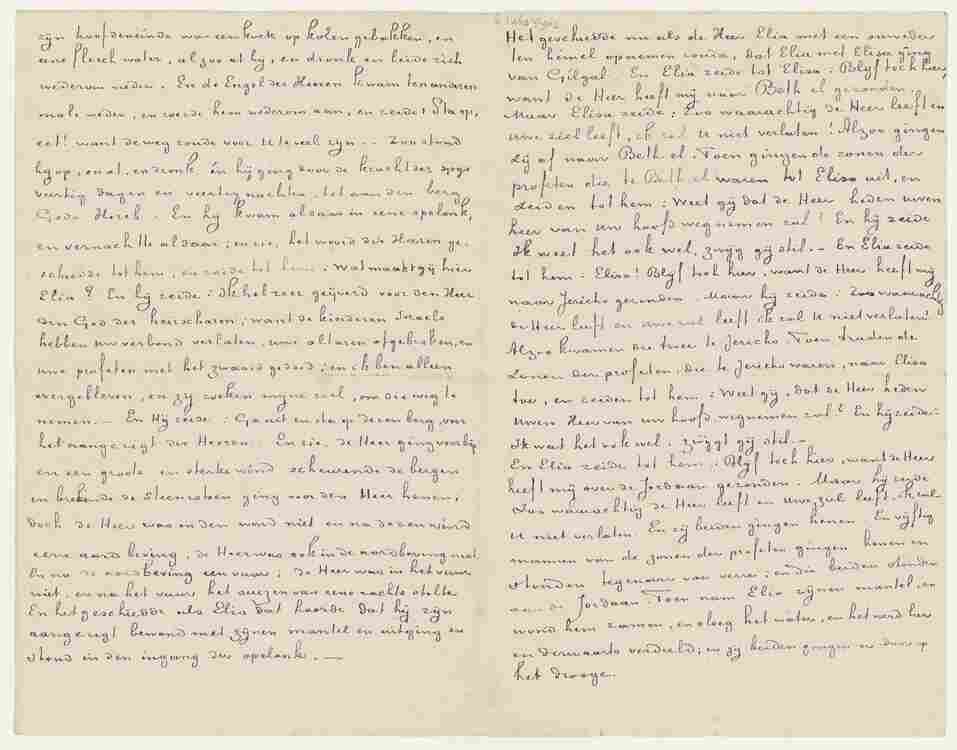 zijn hoofdeneinde was een koek op kolen gebakken, en
eene flesch water, alzoo at hij, en dronk en leide zich
wederom neder. En de Engel des Heeren kwam ten anderen
male weder, en roerde hem wederom aan, en zeide: Sta op,
eet! want de weg zoude voor u te veel zijn. - Zoo stond
hij op, en at, en dronk en hij ging door de kracht der spijs
veertig dagen en veertig nachten, tot aan den berg
Gods Horeb. En hij kwam aldaar in eene spelonk,
en vernachtte aldaar; en zie, het woord des Heeren ge-
schiedde tot hem, en zeide tot hem: wat maakt gij hier
Elia? En hij zeide: Ik heb zeer geijverd voor den Heer
den God der heerscharen; want de kinderen Israels
hebben uw verbond verlaten, uwe altaren afgebroken, en
uwe profeten met het zwaard gedood; en ik ben alleen
overgebleven, en zij zoeken mijne ziel, om die weg te
nemen. - En Hij zeide: Ga uit en sta op dezen berg, voor
het aangezigt des Heeren. En zie, de Heer ging voorbij
en een groote en sterke wind scheurende de bergen
en brekende de steenrotsen ging voor den Heer henen,
doch de Heer was in den wind niet en na dezen wind
eene aardbeving, de Heer was ook in de aardbeving niet
En na de aardbeving een vuur; de Heer was in het vuur
niet, en na het vuur het suizen van eene zachte stilte
En het geschiedde als Elia dat hoorde dat hij zijn
aangezigt bewond met zijnen mantel en uitging en
stond in den ingang der spelonk. —
Het geschiedde nu als de Heer Elia met een onweder
ten hemel opnemen zoude, dat Elia met Elisa ging
van Gilgal. En Elia zeide tot Elisa: Blijf toch hier,
want de Heer heeft mij naar Beth el gezonden.
Maar Elisa zeide: Zoo waarachtig de Heer leeft en
uwe ziel leeft, ik zal u niet verlaten! Alzoo gingen
zij af naar Beth el. Toen gingen de zonen der
profeten die te Beth el waren tot Elisa uit, en
zeiden tot hem: Weet gij dat de Heer heden uwen
heer van uw hoofd wegnemen zal? En hij zeide
Ik weet het ook wel, zwijg gij stil. - En Elia zeide
tot hem: Elisa! Blijf toch hier, want de Heer heeft mij
naar Jericho gezonden. Maar hij zeide: Zoo waarachtig
de Heer leeft en uwe ziel leeft ik zal u niet verlaten!
Alzoo kwamen die twee te Jericho. Toen traden de
zonen der profeten, die te Jericho waren, naar Elisa
toe, en zeiden tot hem: Weet gij, dat de Heer heden
uwen Heer van uw hoofd wegnemen zal? En hij zeide:
Ik weet het ook wel, zwijgt gij stil. -
En Elia zeide tot hem: Blijf toch hier, want de Heer
heeft mij over de Jordaan gezonden. Maar hij zeide
Zoo waarachtig de Heer leeft en uwe ziel leeft, ik zal
u niet verlaten. En zij beiden gingen henen. En vijftig
mannen van de zonen der profeten gingen henen en
stonden tegenover van verre; en die beiden stonden
aan de Jordaan. Toen nam Elia zijnen mantel, en
wond hem zamen, en sloeg het water, en het werd her
en derwaarts verdeeld; en zij beiden gingen er door op
het drooge.